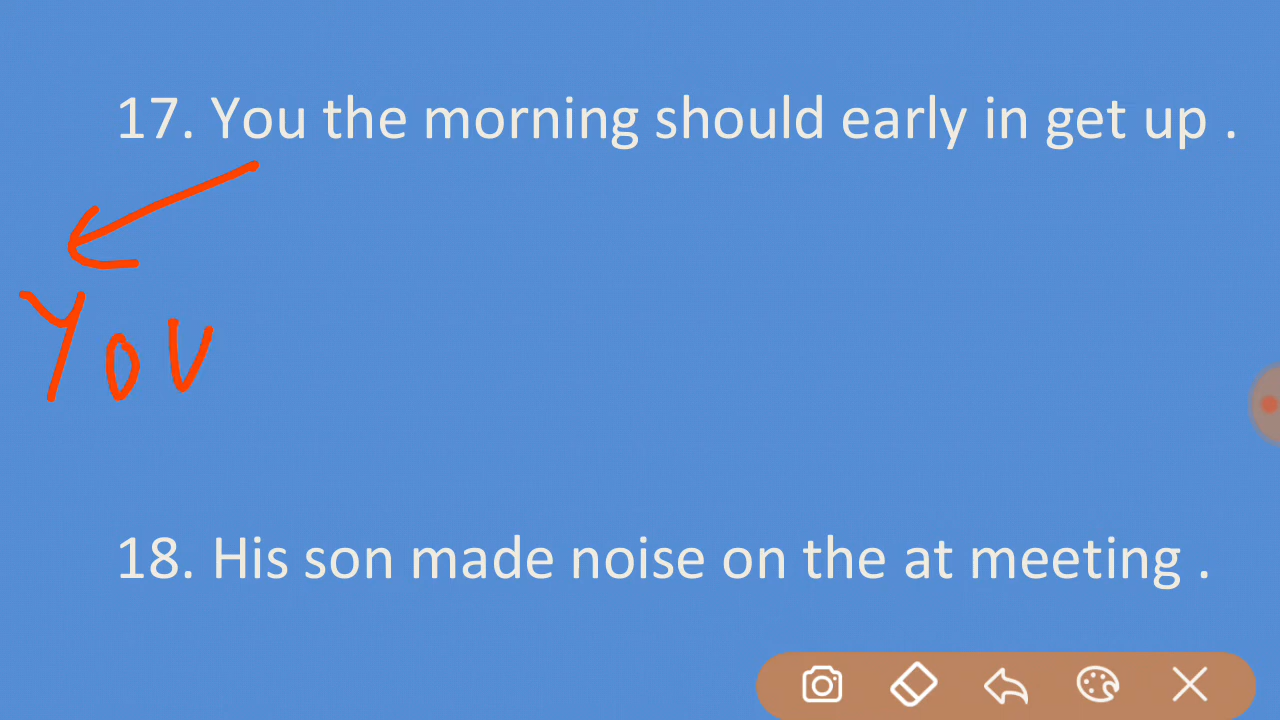 17. You the morning should early in get up .
You
18. His son made noise on the at meeting .